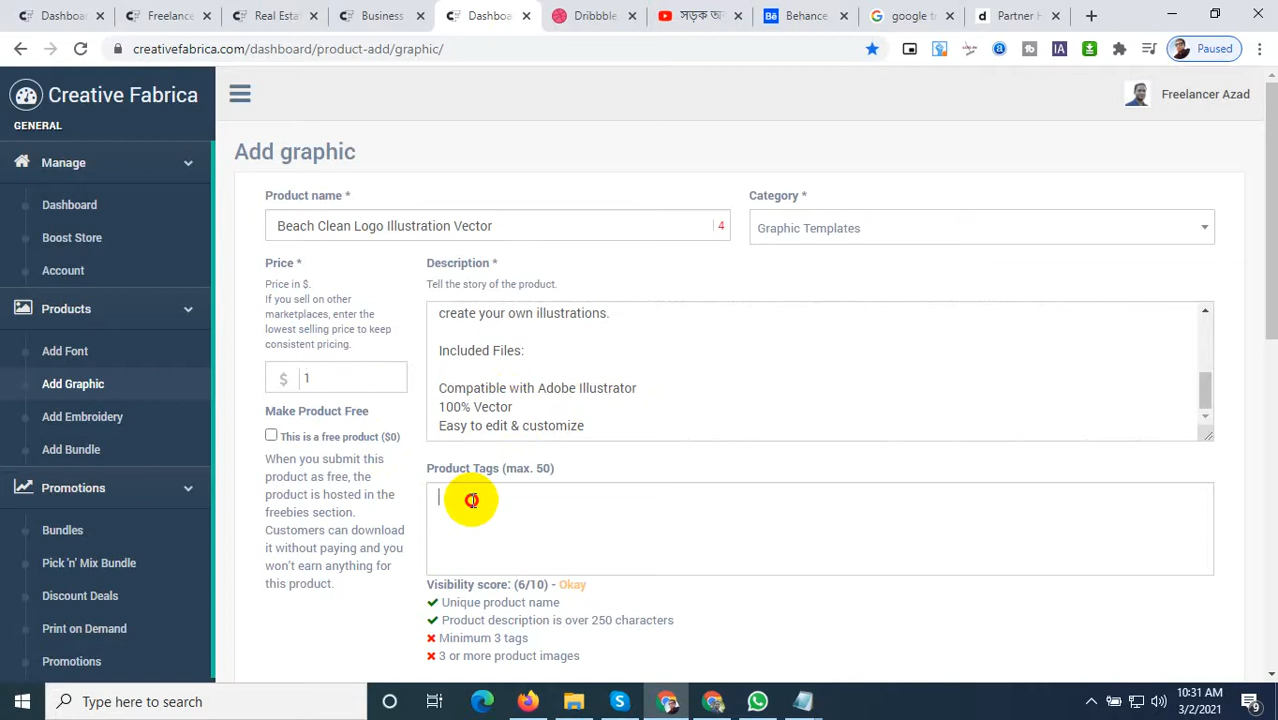 Dashbo
Freelance
Real Esta
Business
Dashbo
Dribbble
সড়ক অ
Behance
google t
Partner H
creativefabrica.com/dashboard/product-add/graphic/
Paused
Creative Fabrica
GENERAL
Manage
Dashboard
Boost Store
Account
Products
Add Font
Add Graphic
Add Embroidery
Add Bundle
Promotions
Bundles
Pick 'n' Mix Bundle
Discount Deals
Print on Demand
Promotions
Freelancer Azad
Add graphic
Product name *
Beach Clean Logo Illustration Vector
4
Category *
Graphic Templates
Price *
Price in $.
If you sell on other
marketplaces, enter the
lowest selling price to keep
consistent pricing.
$ 1
Make Product Free
This is a free product ($0)
When you submit this
product as free, the
product is hosted in the
freebies section.
Customers can download
it without paying and you
won't earn anything for
this product.
Description *
Tell the story of the product.
create your own illustrations.
Included Files:
Compatible with Adobe Illustrator
100% Vector
Easy to edit & customize
Product Tags (max. 50)
Visibility score: (6/10) - Okay
Unique product name
Product description is over 250 characters
Minimum 3 tags
3 or more product images
Type here to search
10:31 AM
3/2/2021
9